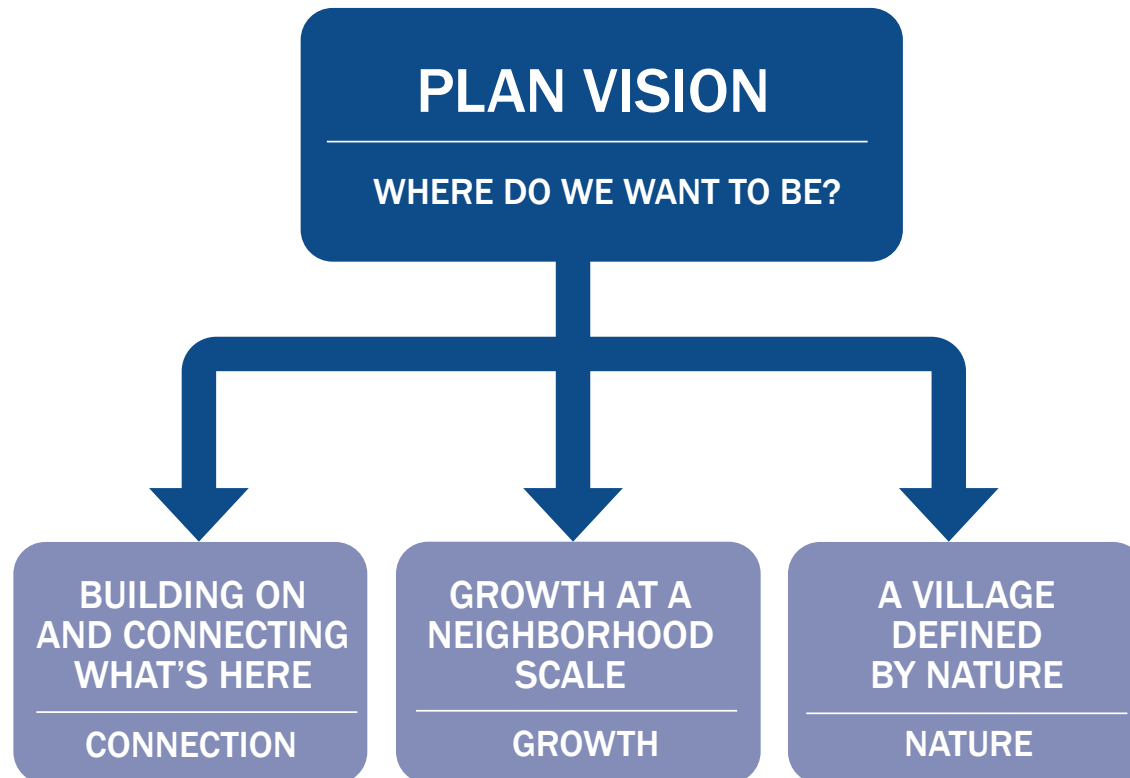 PLAN VISION
WHERE DO WE WANT TO BE?
BUILDING ON
AND CONNECTING
WHAT'S HERE
CONNECTION
GROWTH AT A
NEIGHBORHOOD
SCALE
GROWTH
A VILLAGE
DEFINED
BY NATURE
NATURE